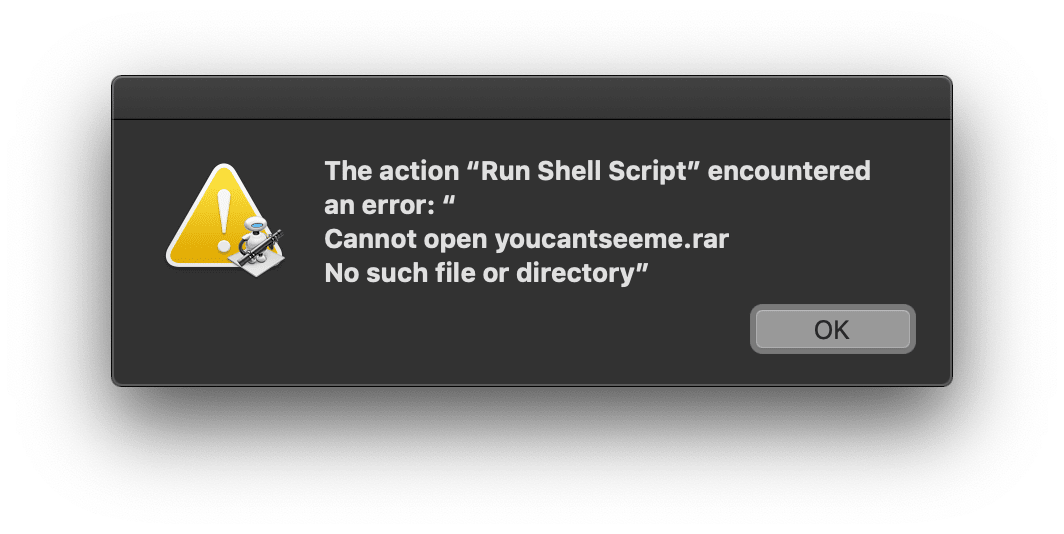 The action “Run Shell Script” encountered
an error: “
Cannot open youcantseeme.rar
No such file or directory”
OK